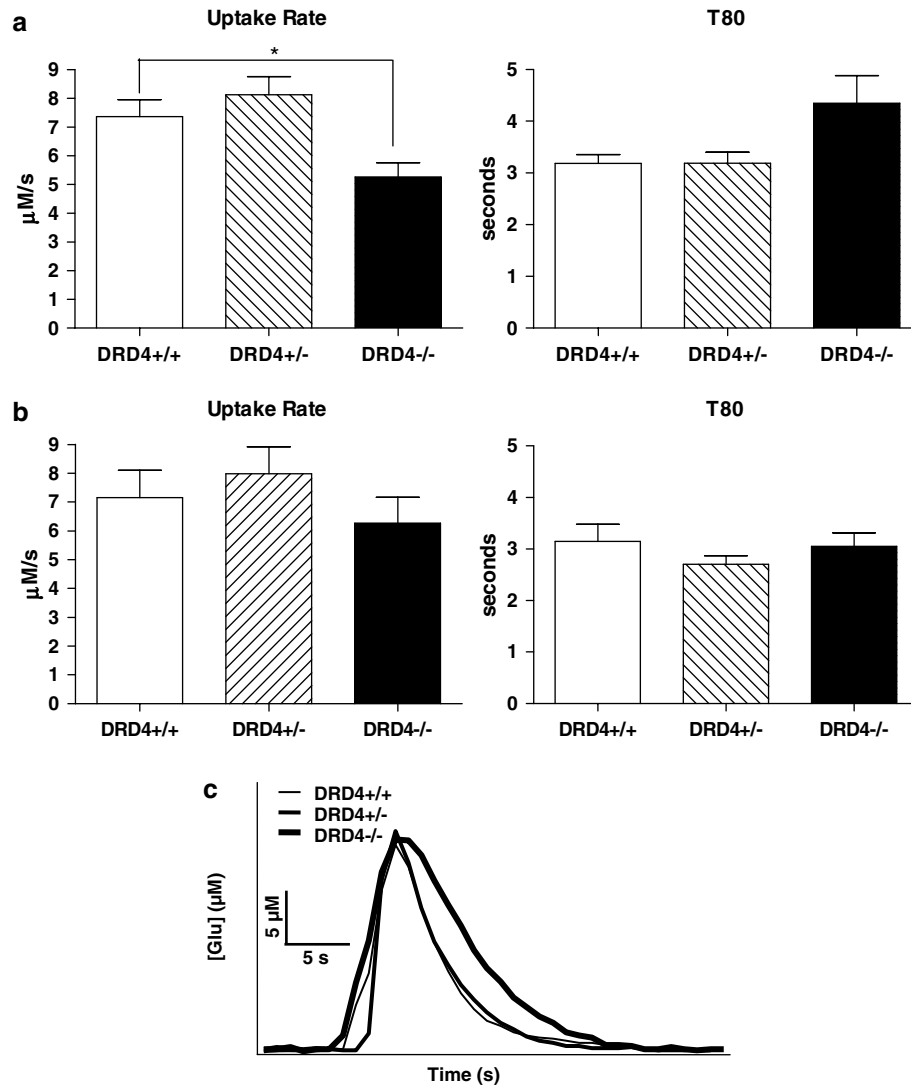 a
Uptake Rate
T80
*
9
8
7
6
5
4
3
2
1
0
μM/s
DRD4+/+ DRD4+/- DRD4-/-
5
4
3
2
1
0
seconds
DRD4+/+ DRD4+/- DRD4-/-
b
Uptake Rate
T80
9
8
7
6
5
4
3
2
1
0
μM/s
DRD4+/+ DRD4+/- DRD4-/-
5
4
3
2
1
0
seconds
DRD4+/+ DRD4+/- DRD4-/-
c
DRD4+/+
DRD4+/-
DRD4-/-
[Glu] (μM)
5 μM
5 s
Time (s)